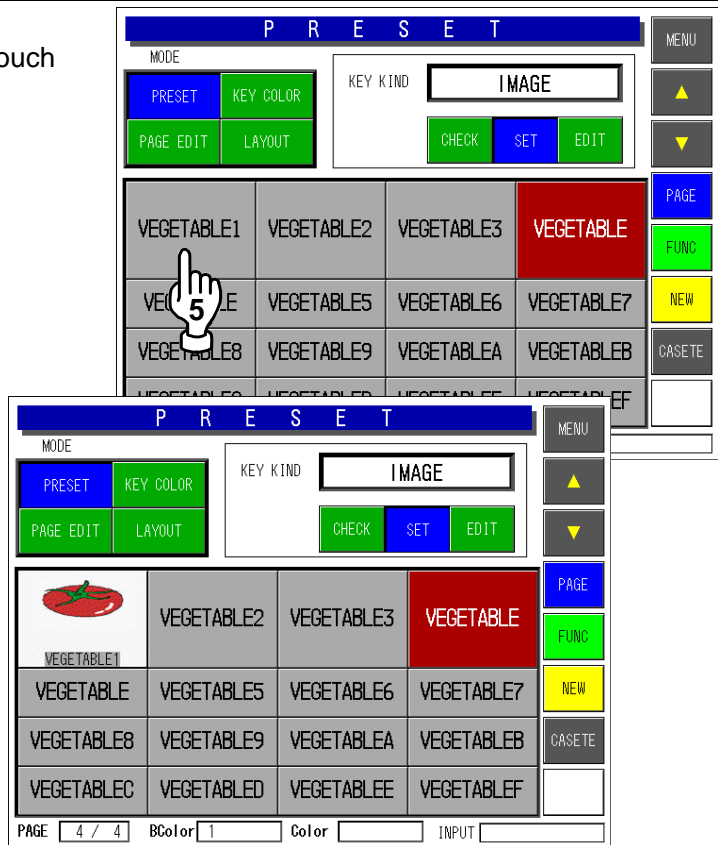 ouch
P R E S E T
MENU
MODE
PRESET KEY COLOR
PAGE EDIT LAYOUT
KEY KIND IMAGE
CHECK SET EDIT
PAGE
FUNC
NEW
CASETE
VEGETABLE1 VEGETABLE2 VEGETABLE3 VEGETABLE
5 VEGETABLE5 VEGETABLE6 VEGETABLE7
VEGETABLE8 VEGETABLE9 VEGETABLEA VEGETABLEB
P R E S E T
MENU
MODE
PRESET KEY COLOR
PAGE EDIT LAYOUT
KEY KIND IMAGE
CHECK SET EDIT
PAGE
FUNC
NEW
CASETE
VEGETABLE1 VEGETABLE2 VEGETABLE3 VEGETABLE
VEGETABLE VEGETABLE5 VEGETABLE6 VEGETABLE7
VEGETABLE8 VEGETABLE9 VEGETABLEA VEGETABLEB
VEGETABLEC VEGETABLED VEGETABLEE VEGETABLEF
PAGE 4 / 4 BColor 1 Color INPUT